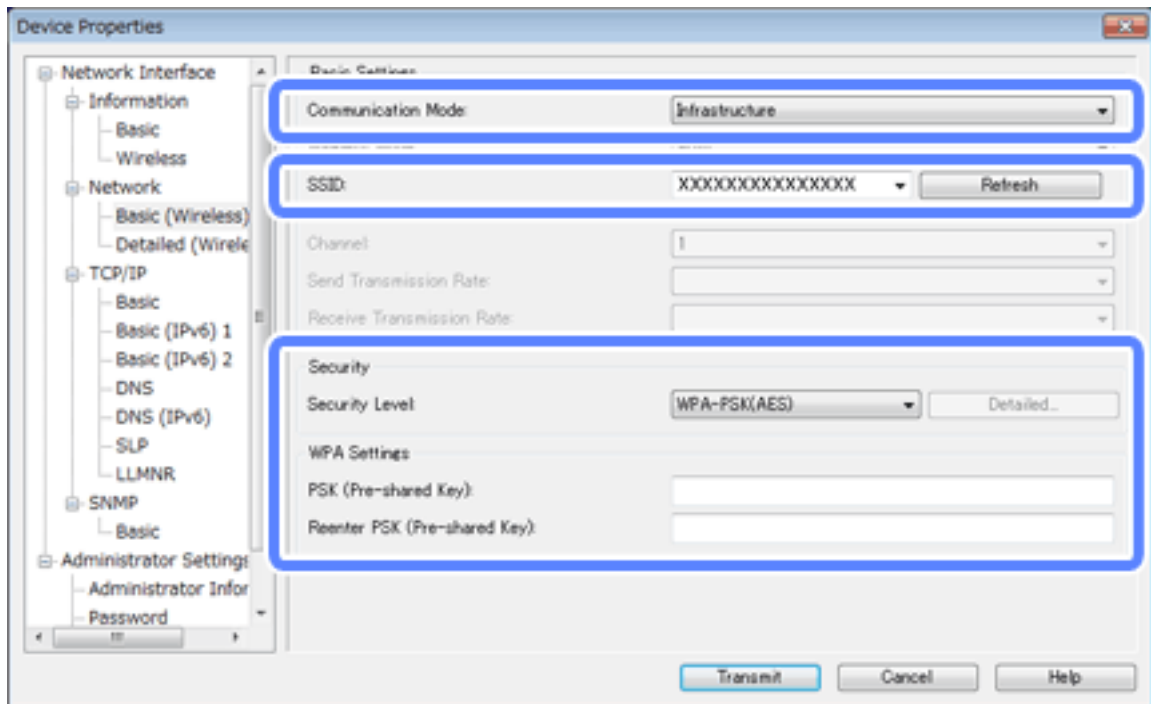 Device Properties
Network Interface
Information
Basic
Wireless
Network
Basic (Wireless)
Detailed (Wirele
TCP/IP
Basic
Basic (IPv6) 1
Basic (IPv6) 2
DNS
DNS (IPv6)
SLP
LLMNR
SNMP
Basic
Administrator Settings
Administrator Infor
Password
Basic Settings
Communication Mode: Infrastructure
SSID: XXXXXXXXXXXXXXX Refresh
Channel: 1
Send Transmission Rate:
Receive Transmission Rate:
Security
Security Level: WPA-PSK(AES) Detailed...
WPA Settings
PSK (Pre-shared Key):
Reenter PSK (Pre-shared Key):
Transmit Cancel Help